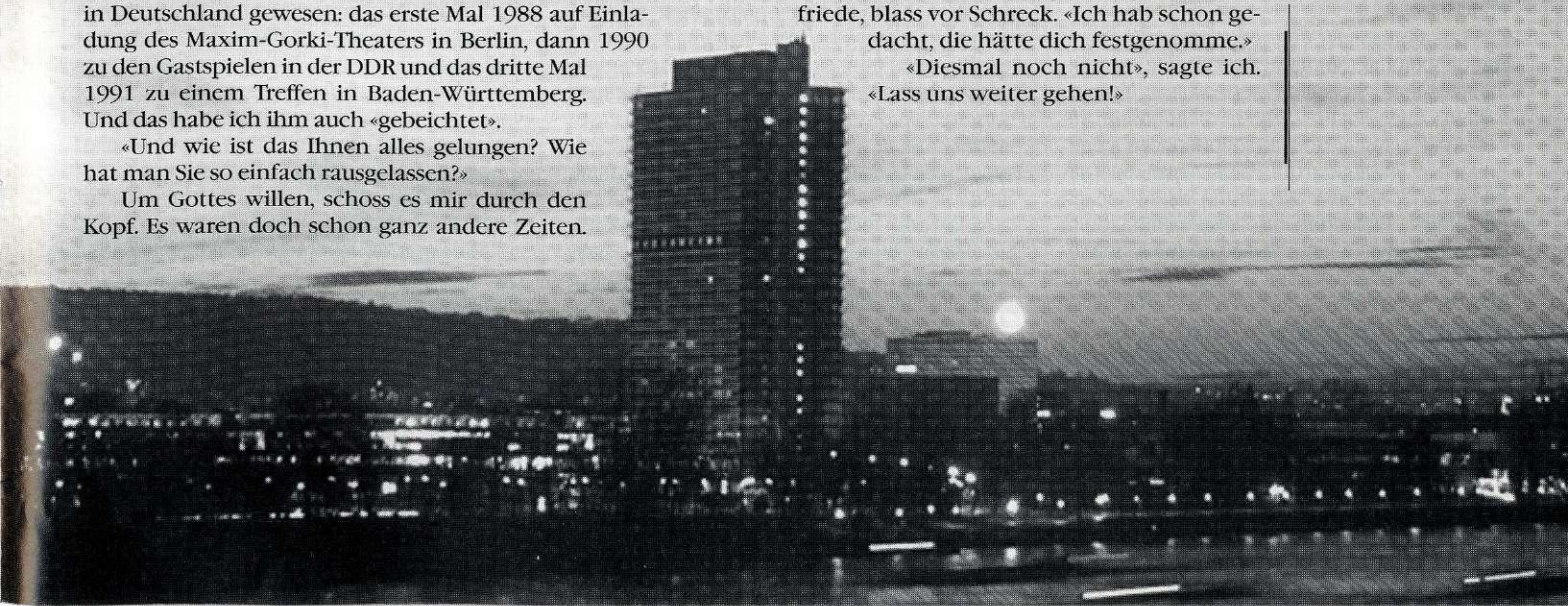 in Deutschland gewesen: das erste Mal 1988 auf Einla-
dung des Maxim-Gorki-Theaters in Berlin, dann 1990
zu den Gastspielen in der DDR und das dritte Mal
1991 zu einem Treffen in Baden-Württemberg.
Und das habe ich ihm auch «gebeichtet».
«Und wie ist das Ihnen alles gelungen? Wie
hat man Sie so einfach rausgelassen?»
Um Gottes willen, schoss es mir durch den
Kopf. Es waren doch schon ganz andere Zeiten.
friede, blass vor Schreck. «Ich hab schon ge-
dacht, die hätte dich festgenomme.»
«Diesmal noch nicht», sagte ich.
«Lass uns weiter gehen!»